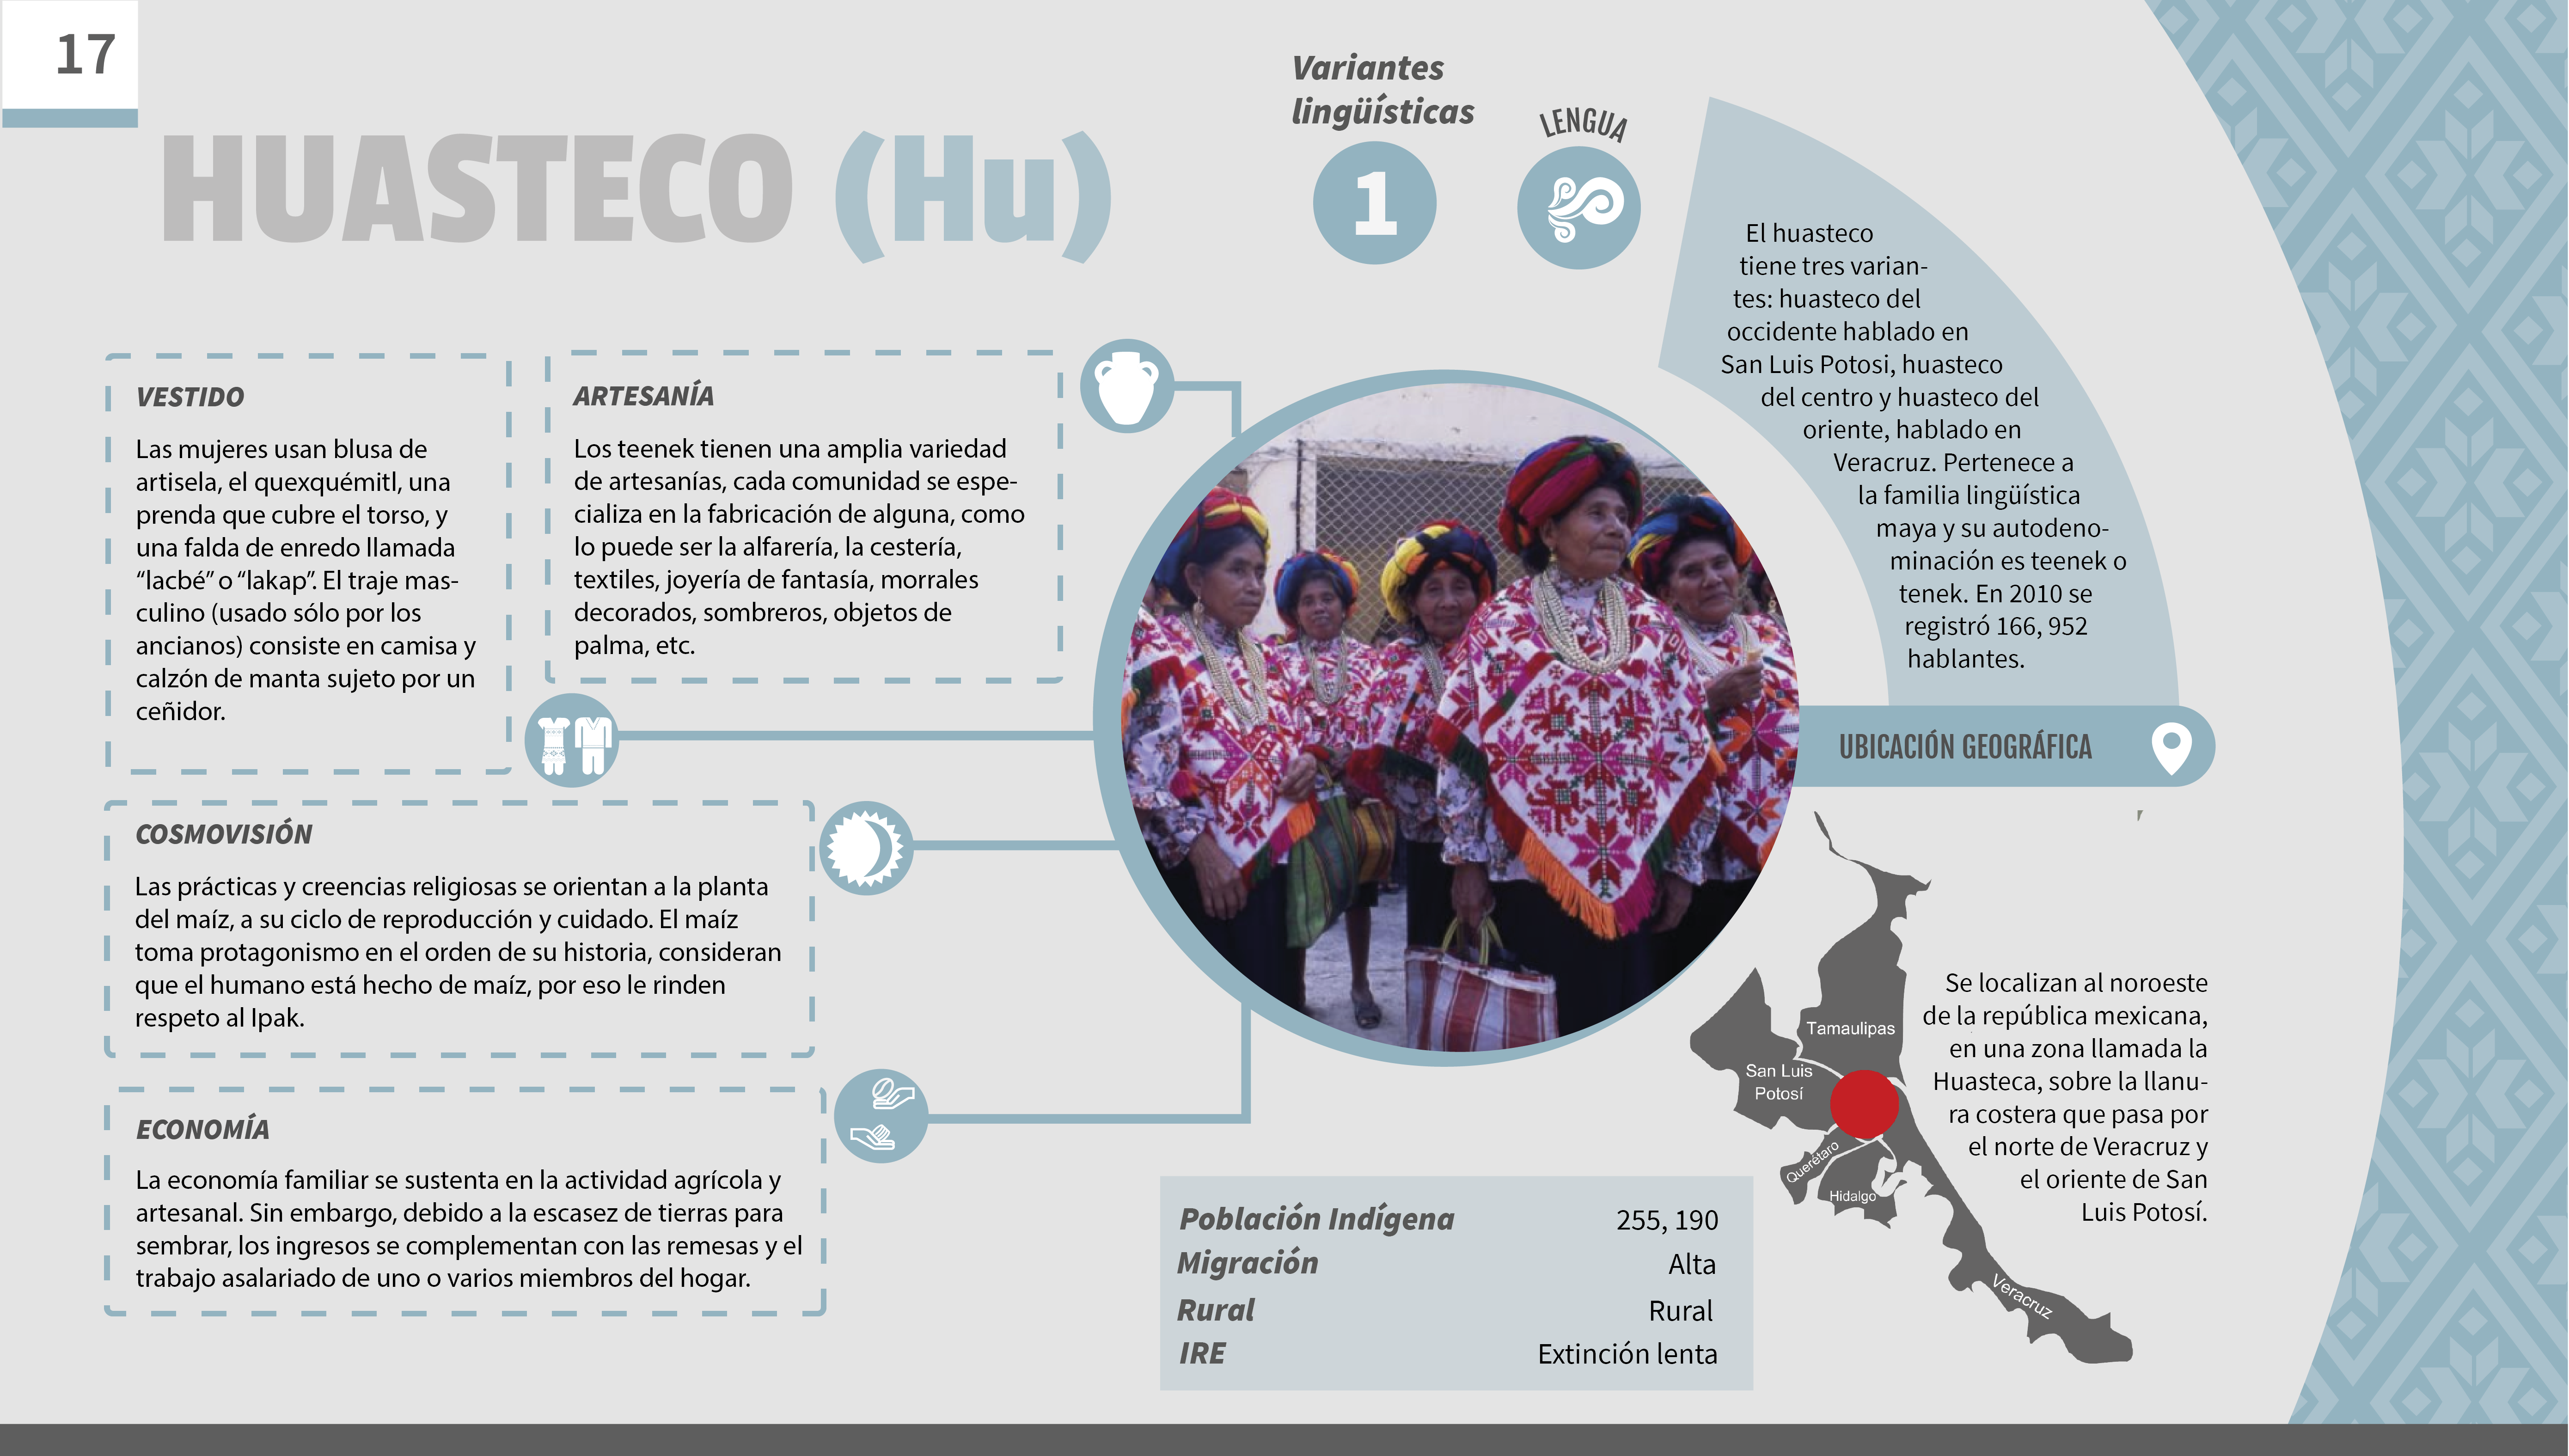 17
HUASTECO (Hu)
Variantes
lingüísticas
1
LENGUA
El huasteco
tiene tres varian-
tes: huasteco del
occidente hablado en
San Luis Potosi, huasteco
del centro y huasteco del
oriente, hablado en
Veracruz. Pertenece a
la familia lingüística
maya y su autodeno-
minación es teenek o
tenek. En 2010 se
registró 166, 952
hablantes.
VESTIDO
Las mujeres usan blusa de
artisela, el quexquémitl, una
prenda que cubre el torso, y
una falda de enredo llamada
“lacbé” o “lakap”. El traje mas-
culino (usado sólo por los
ancianos) consiste en camisa y
calzón de manta sujeto por un
ceñidor.
ARTESANÍA
Los teenek tienen una amplia variedad
de artesanías, cada comunidad se espe-
cializa en la fabricación de alguna, como
lo puede ser la alfarería, la cestería,
textiles, joyería de fantasía, morrales
decorados, sombreros, objetos de
palma, etc.
COSMOVISIÓN
Las prácticas y creencias religiosas se orientan a la planta
del maíz, a su ciclo de reproducción y cuidado. El maíz
toma protagonismo en el orden de su historia, consideran
que el humano está hecho de maíz, por eso le rinden
respeto al Ipak.
ECONOMÍA
La economía familiar se sustenta en la actividad agrícola y
artesanal. Sin embargo, debido a la escasez de tierras para
sembrar, los ingresos se complementan con las remesas y el
trabajo asalariado de uno o varios miembros del hogar.
UBICACIÓN GEOGRÁFICA
Tamaulipas
San Luis
Potosí
Querétaro
Hidalgo
Veracruz
Se localizan al noroeste
de la república mexicana,
en una zona llamada la
Huasteca, sobre la llanu-
ra costera que pasa por
el norte de Veracruz y
el oriente de San
Luis Potosí.
Población Indígena 255, 190
Migración Alta
Rural Rural
IRE Extinción lenta